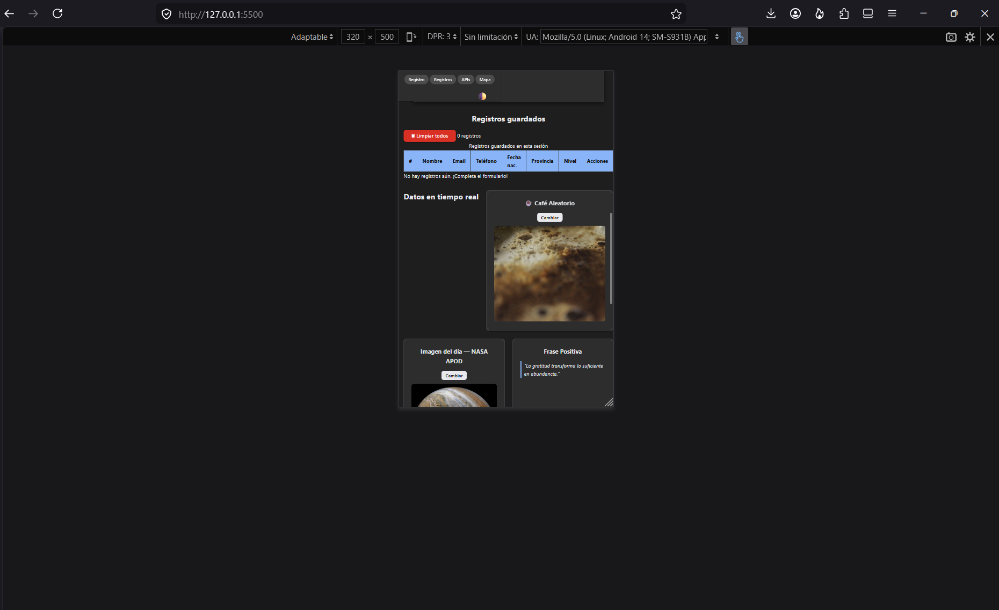 http://127.0.0.1:5500
Adaptable
320 × 500
DPR: 3
Sin limitación
UA: Mozilla/5.0 (Linux; Android 14; SM-S931B) App
Registro
Registros
APIs
Mapa
Registros guardados
Limpiar todos
0 registros
Registros guardados en esta sesión
# Nombre Email Teléfono Fecha nac. Provincia Nivel Acciones
No hay registros aún. ¡Completa el formulario!
Datos en tiempo real
Café Aleatorio
Cambiar
Imagen del día — NASA
APOD
Cambiar
Frase Positiva
"La gratitud transforma lo suficiente
en abundancia."